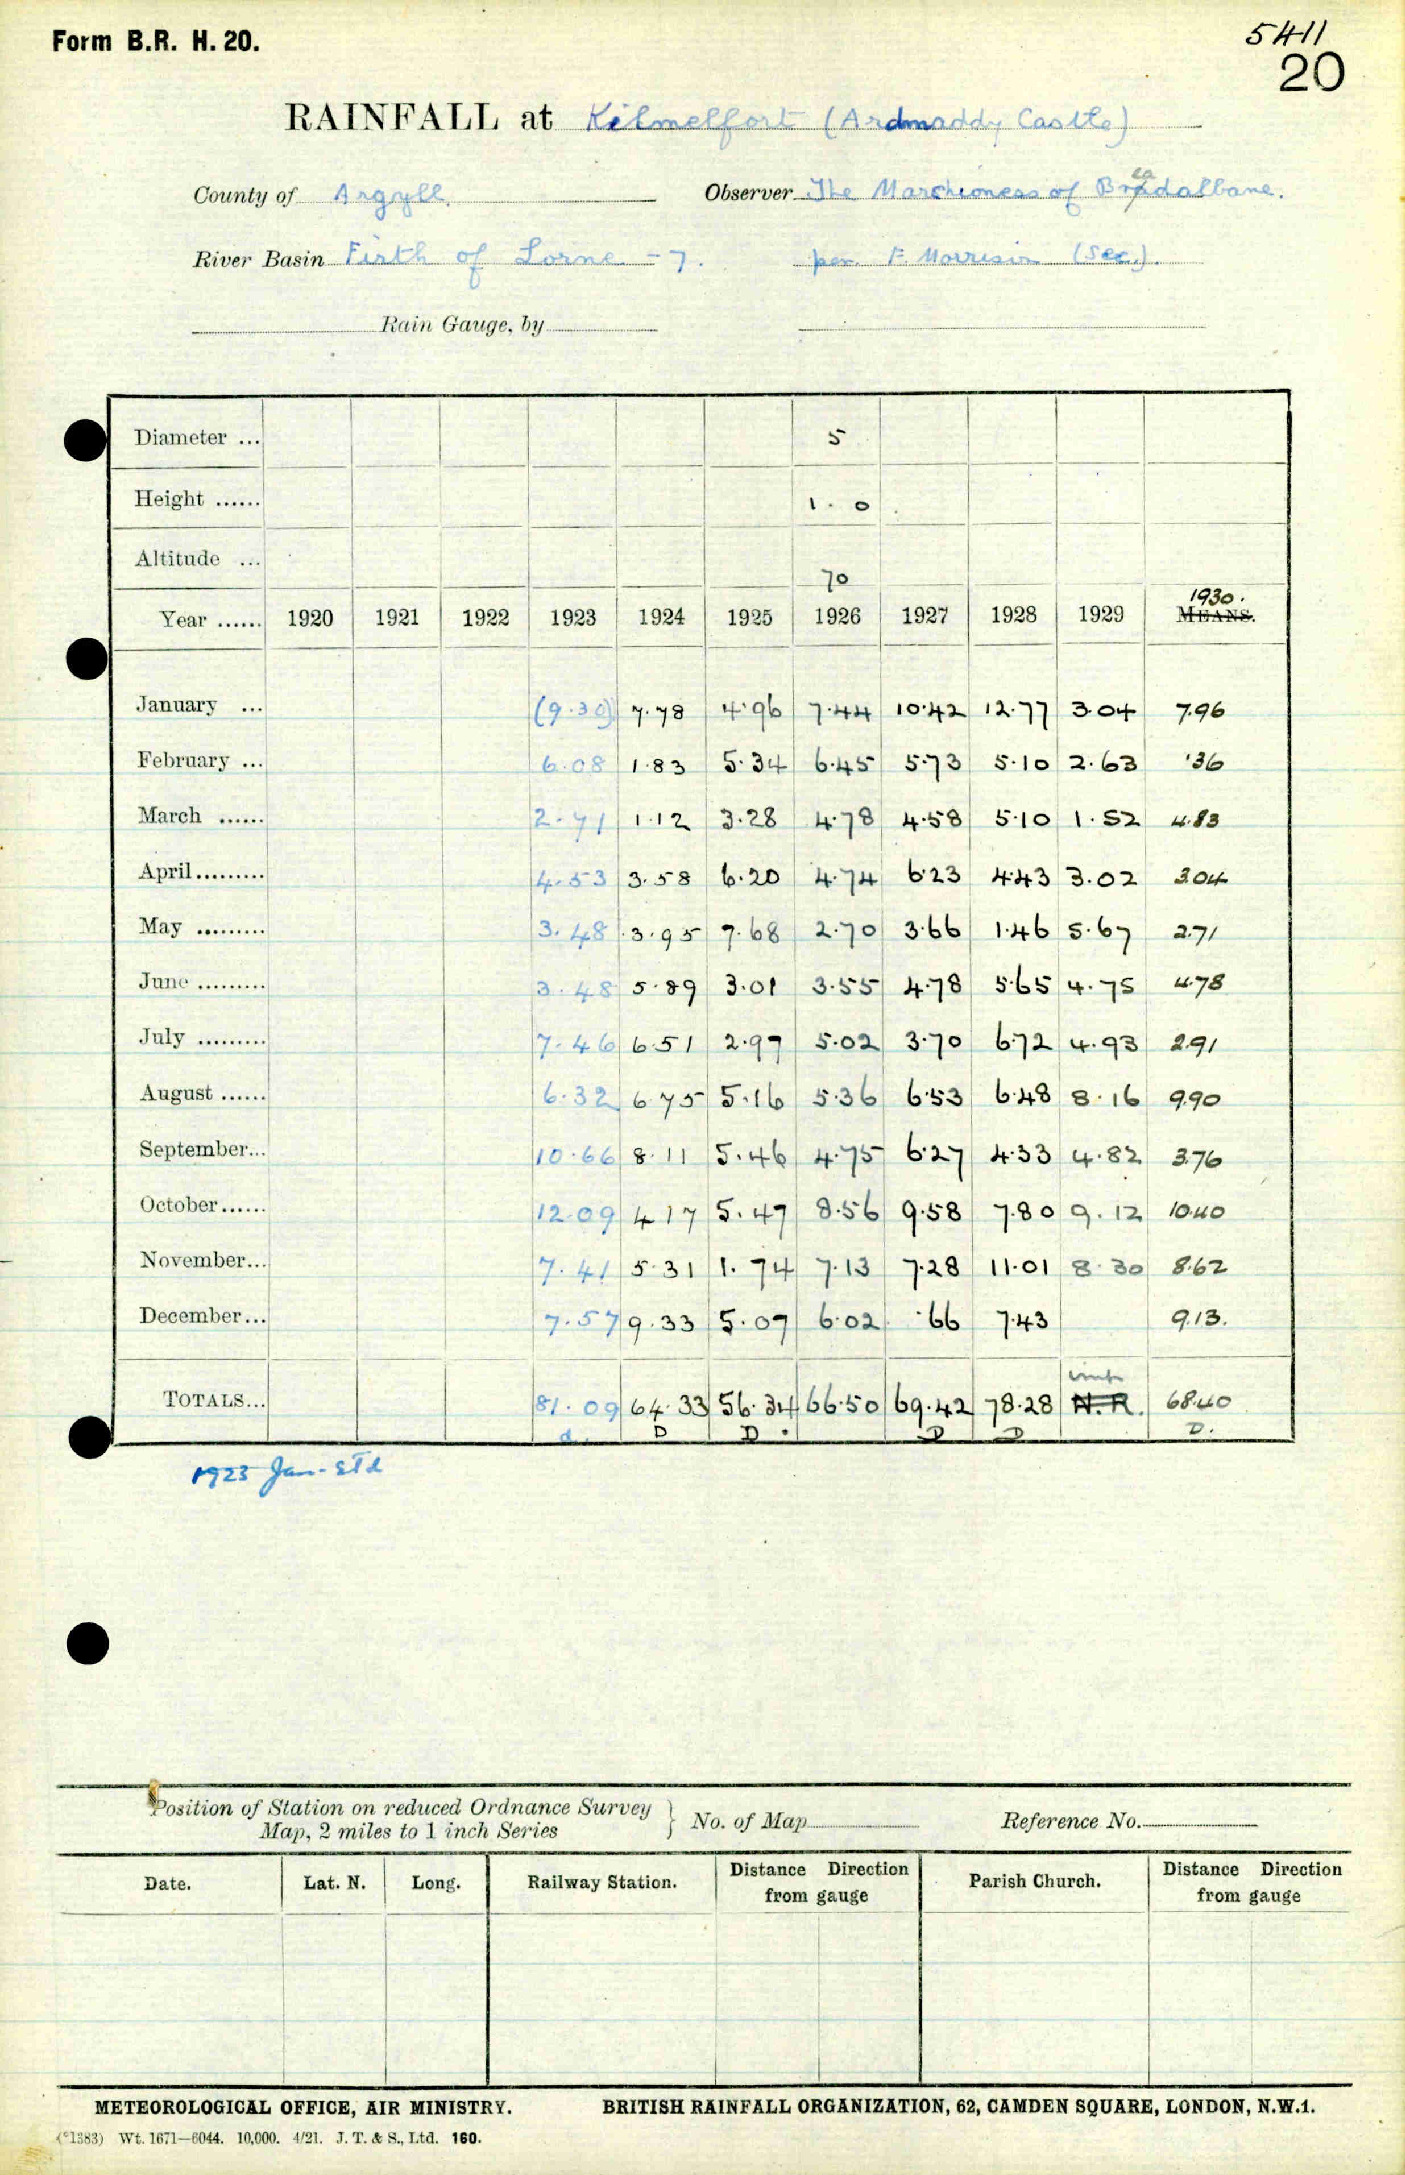 Form B.R. H. 20.
5411
20
RAINFALL at Kilmelfort (Ardmaddy Castle)
County of Argyll. Observer The Marchioness of Breadalbane.
River Basin Firth of Lorne - 7. per F. Morrison (Sec.).
Rain Gauge, by
Diameter ... 5
Height ...... 1 . 0
Altitude ... 70
1930.
Year ...... 1920 1921 1922 1923 1924 1925 1926 1927 1928 1929 MEANS.
January ... (9.30) 7.78 4.96 7.44 10.42 12.77 3.04 7.96
February ... 6.08 1.83 5.34 6.45 5.73 5.10 2.63 .36
March ...... 2.71 1.12 3.28 4.78 4.58 5.10 1.52 4.83
April ......... 4.53 3.58 6.20 4.74 6.23 4.43 3.02 3.04
May ......... 3.48 3.95 7.68 2.70 3.66 1.46 5.67 2.71
June ......... 3.48 5.89 3.01 3.55 4.78 5.65 4.75 4.78
July ......... 7.46 6.51 2.97 5.02 3.70 6.72 4.93 2.91
August ...... 6.32 6.75 5.16 5.36 6.53 6.48 8.16 9.90
September... 10.66 8.11 5.46 4.75 6.27 4.33 4.82 3.76
October...... 12.09 4.17 5.47 8.56 9.58 7.80 9.12 10.40
November... 7.41 5.31 1.74 7.13 7.28 11.01 8.30 8.62
December... 7.57 9.33 5.07 6.02 .66 7.43 9.13.
TOTALS... 81.09 64.33 56.34 66.50 69.42 78.28 N.R. 68.40
d. D D . D D D.
1923 Jan - Std
Position of Station on reduced Ordnance Survey
Map, 2 miles to 1 inch Series } No. of Map Reference No.
Date. Lat. N. Long. Railway Station. Distance Direction from gauge Parish Church. Distance Direction from gauge
METEOROLOGICAL OFFICE, AIR MINISTRY. BRITISH RAINFALL ORGANIZATION, 62, CAMDEN SQUARE, LONDON, N.W.1.
(*1383) Wt. 1671—6044. 10,000. 4/21. J. T. & S., Ltd. 160.